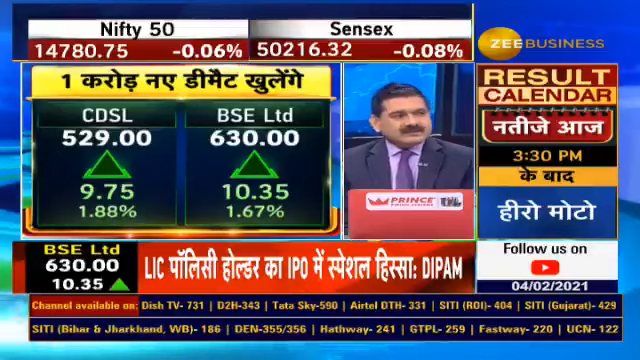 Nifty 50
14780.75 -0.06%
Sensex
50216.32 -0.08%
ZEE BUSINESS
1 करोड़ नए डीमैट खुलेंगे
CDSL
529.00
9.75
1.88%
BSE Ltd
630.00
10.35
1.67%
PRINCE
RESULT
CALENDAR
नतीजे आज
3:30 PM
के बाद
हीरो मोटो
BSE Ltd
630.00
10.35
LIC पॉलिसी होल्डर का IPO में स्पेशल हिस्सा: DIPAM
Follow us on
04/02/2021
Channel available on: Dish TV- 731 | D2H-343 | Tata Sky-590 | Airtel DTH- 331 | SITI (ROI)- 404 | SITI (Gujarat)- 429
SITI (Bihar & Jharkhand, WB)- 186 | DEN-355/356 | Hathway- 241 | GTPL- 259 | Fastway- 220 | UCN- 122